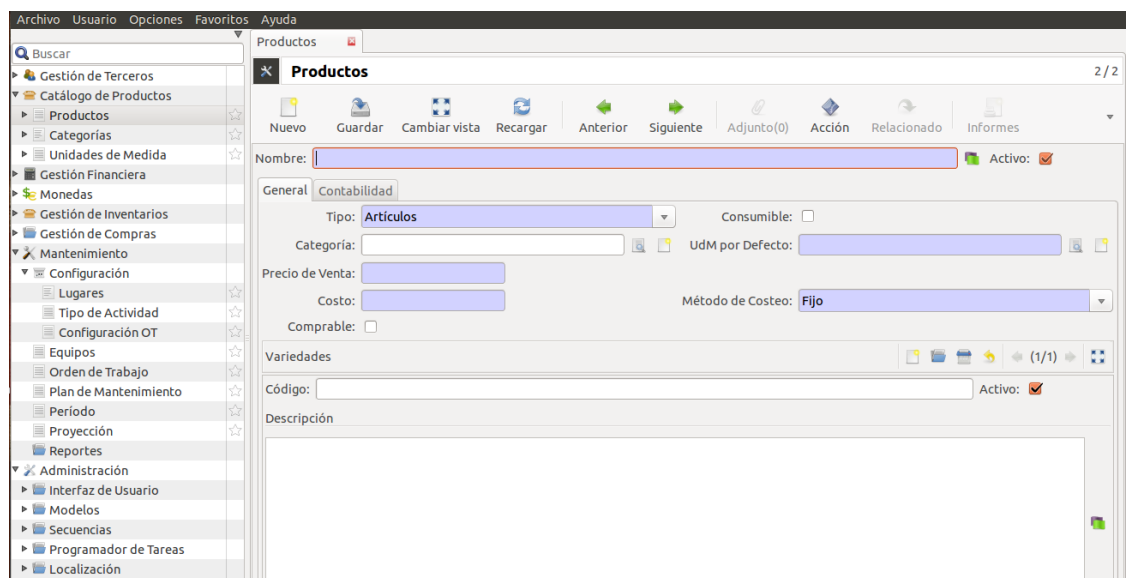 Archivo Usuario Opciones Favoritos Ayuda
Buscar
Gestión de Terceros
Catálogo de Productos
Productos
Categorías
Unidades de Medida
Gestión Financiera
Monedas
Gestión de Inventarios
Gestión de Compras
Mantenimiento
Configuración
Lugares
Tipo de Actividad
Configuración OT
Equipos
Orden de Trabajo
Plan de Mantenimiento
Período
Proyección
Reportes
Administración
Interfaz de Usuario
Modelos
Secuencias
Programador de Tareas
Localización
Productos
Productos 2/2
Nuevo Guardar Cambiar vista Recargar Anterior Siguiente Adjunto(0) Acción Relacionado Informes
Nombre: Activo:
General Contabilidad
Tipo: Artículos Consumible:
Categoría: UdM por Defecto:
Precio de Venta:
Costo: Método de Costeo: Fijo
Comprable:
Variedades (1/1)
Código: Activo:
Descripción